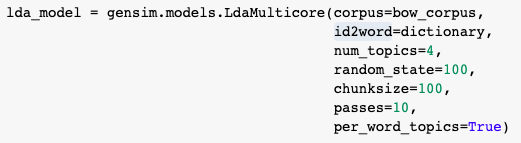 lda_model = gensim.models.LdaMulticore(corpus=bow_corpus,
id2word=dictionary,
num_topics=4,
random_state=100,
chunksize=100,
passes=10,
per_word_topics=True)